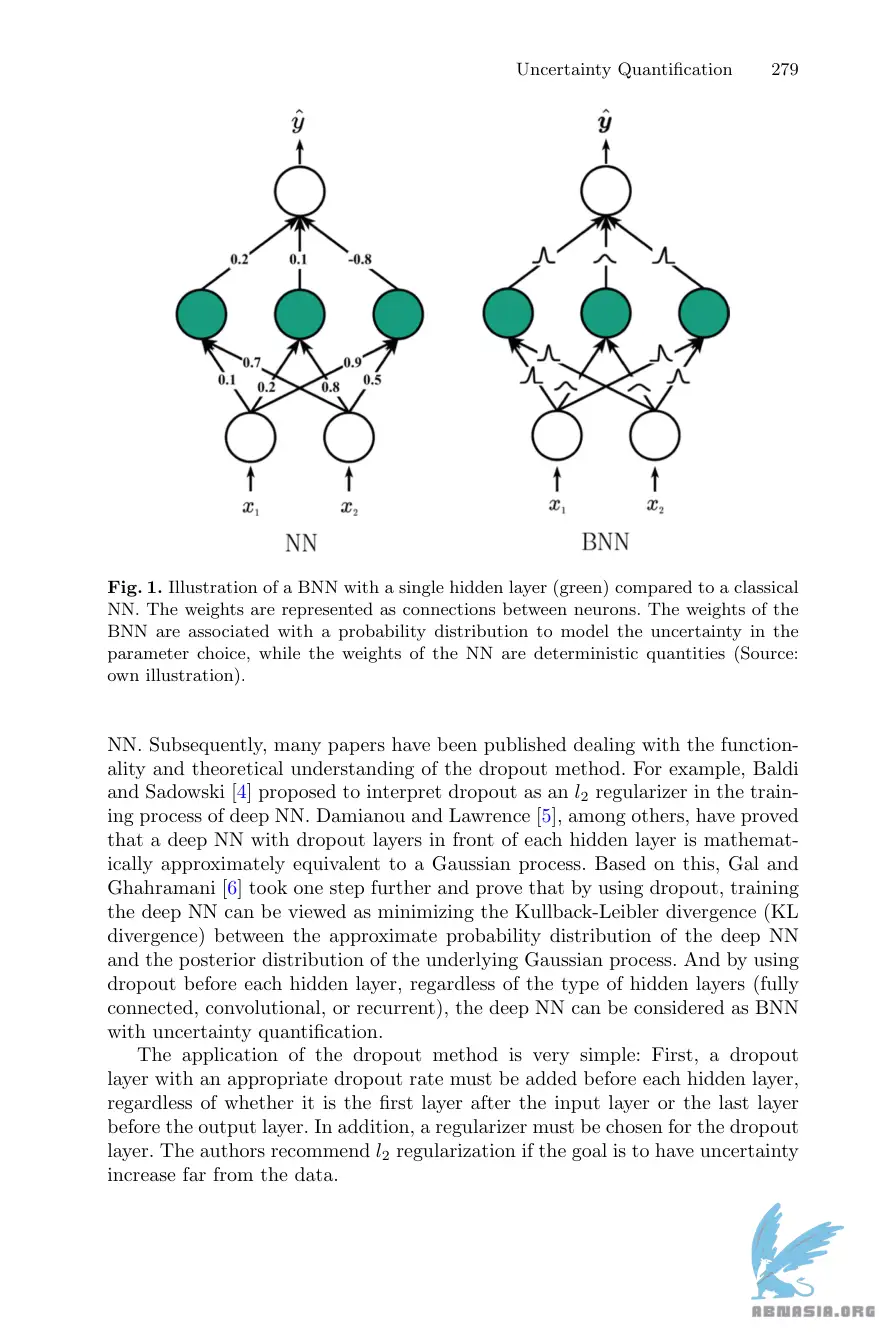 Uncertainty Quantification 279
ŷ ŷ
0.2 0.1 -0.8
0.7 0.9
0.1 0.2 0.8 0.5
x₁ x₂ x₁ x₂
NN BNN
Fig. 1. Illustration of a BNN with a single hidden layer (green) compared to a classical
NN. The weights are represented as connections between neurons. The weights of the
BNN are associated with a probability distribution to model the uncertainty in the
parameter choice, while the weights of the NN are deterministic quantities (Source:
own illustration).
NN. Subsequently, many papers have been published dealing with the function-
ality and theoretical understanding of the dropout method. For example, Baldi
and Sadowski [4] proposed to interpret dropout as an l₂ regularizer in the train-
ing process of deep NN. Damianou and Lawrence [5], among others, have proved
that a deep NN with dropout layers in front of each hidden layer is mathemat-
ically approximately equivalent to a Gaussian process. Based on this, Gal and
Ghahramani [6] took one step further and prove that by using dropout, training
the deep NN can be viewed as minimizing the Kullback-Leibler divergence (KL
divergence) between the approximate probability distribution of the deep NN
and the posterior distribution of the underlying Gaussian process. And by using
dropout before each hidden layer, regardless of the type of hidden layers (fully
connected, convolutional, or recurrent), the deep NN can be considered as BNN
with uncertainty quantification.
The application of the dropout method is very simple: First, a dropout
layer with an appropriate dropout rate must be added before each hidden layer,
regardless of whether it is the first layer after the input layer or the last layer
before the output layer. In addition, a regularizer must be chosen for the dropout
layer. The authors recommend l₂ regularization if the goal is to have uncertainty
increase far from the data.
ABNASIA.ORG